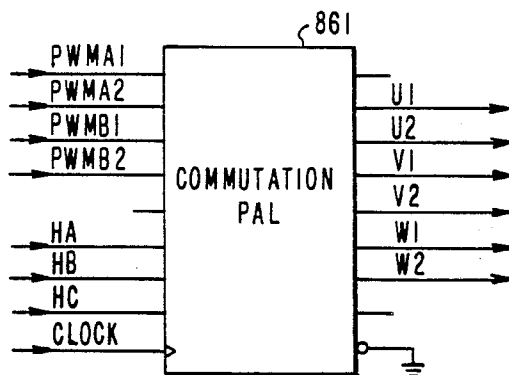 861
PWMA1
PWMA2
PWMB1
PWMB2
HA
HB
HC
CLOCK
COMMUTATION
PAL
U1
U2
V1
V2
W1
W2